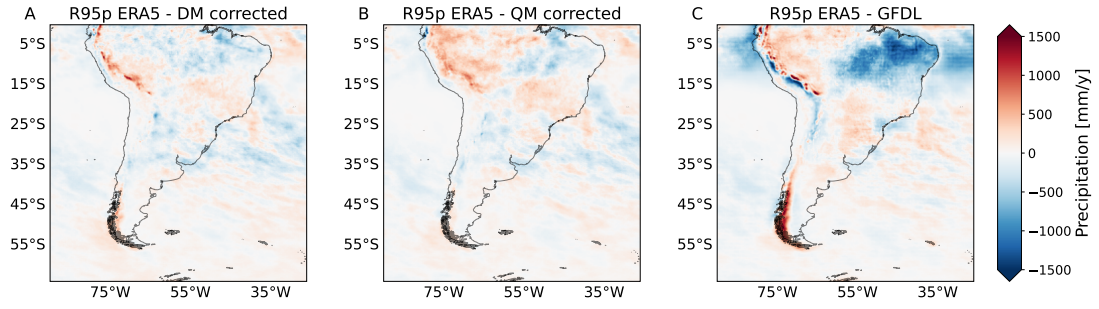 A R95p ERA5 - DM corrected
B R95p ERA5 - QM corrected
C R95p ERA5 - GFDL
5°S
15°S
25°S
35°S
45°S
55°S
75°W 55°W 35°W
5°S
15°S
25°S
35°S
45°S
55°S
75°W 55°W 35°W
5°S
15°S
25°S
35°S
45°S
55°S
75°W 55°W 35°W
1500
1000
500
0
−500
−1000
−1500
Precipitation [mm/y]